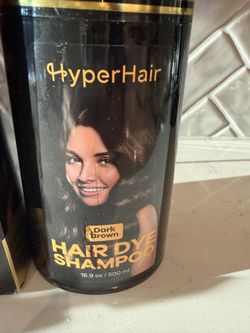 HyperHair
Dark
Brown
HAIR DYE
SHAMPOO
16.9 oz / 500 ml